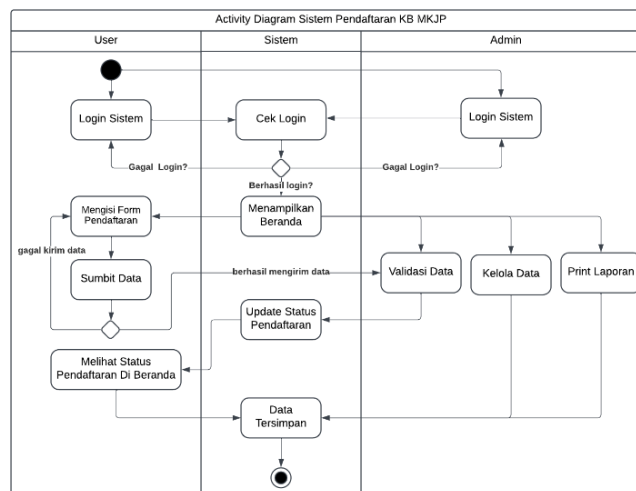 Activity Diagram Sistem Pendaftaran KB MKJP
User
Sistem
Admin
Login Sistem
Cek Login
Login Sistem
Gagal Login?
Gagal Login?
Berhasil login?
Mengisi Form
Pendaftaran
Menampilkan
Beranda
gagal kirim data
Sumbit Data
berhasil mengirim data
Validasi Data
Kelola Data
Print Laporan
Update Status
Pendaftaran
Melihat Status
Pendaftaran Di Beranda
Data
Tersimpan